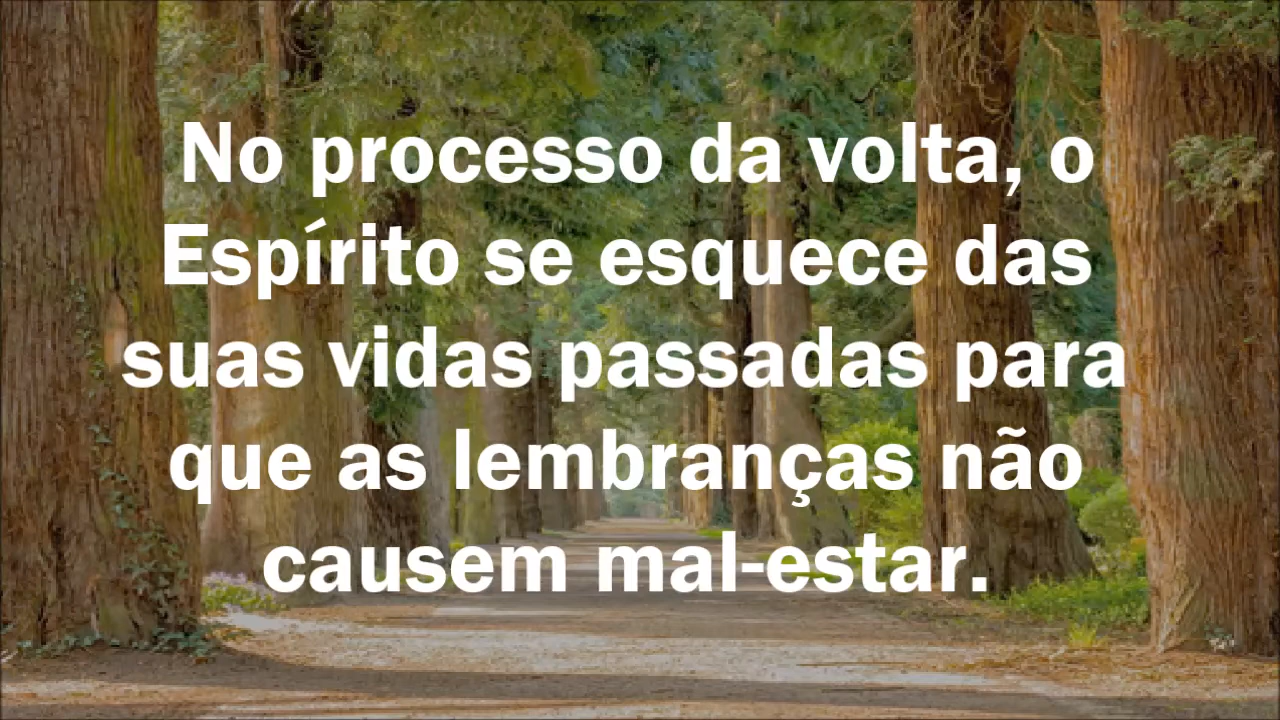 No processo da volta, o
Espírito se esquece das
suas vidas passadas para
que as lembranças não
causem mal-estar.